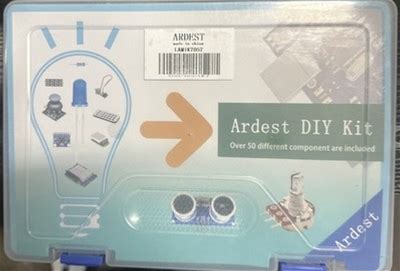 ARDEST
made in china
Ardest DIY Kit
Over 50 different component are included
Ardest